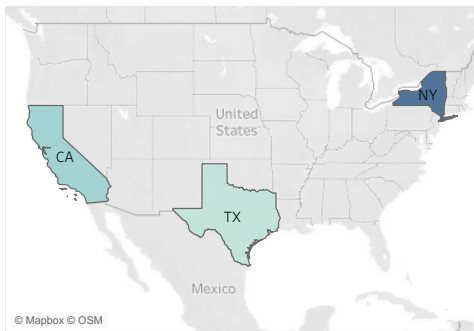 NY
United
States
CA
TX
Mexico
© Mapbox © OSM